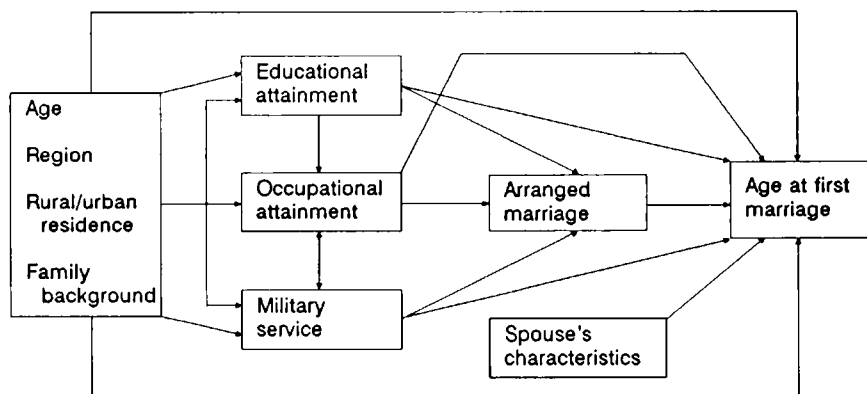 Age
Region
Rural/urban
residence
Family
background
Educational
attainment
Occupational
attainment
Military
service
Arranged
marriage
Spouse's
characteristics
Age at first
marriage